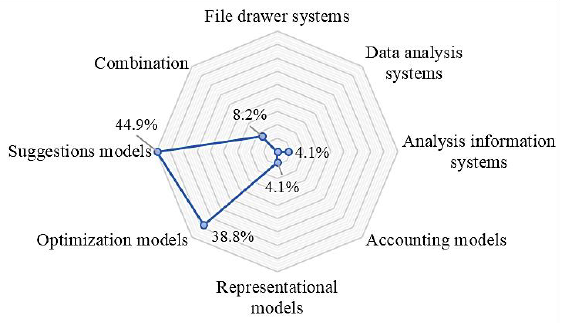 File drawer systems
Combination
Data analysis
systems
44.9%
8.2%
Suggestions models
4.1%
Analysis information
systems
4.1%
Optimization models
38.8%
Accounting models
Representational
models